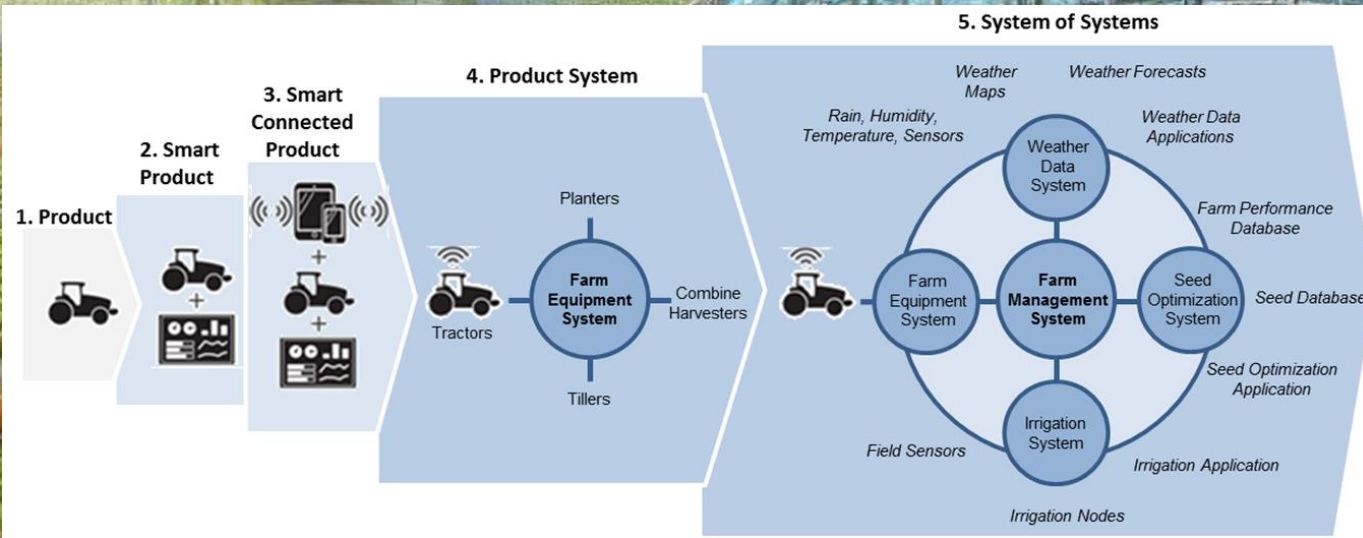 1. Product
2. Smart
Product
3. Smart
Connected
Product
4. Product System
Planters
Farm
Equipment
System
Tractors
Combine
Harvesters
Tillers
5. System of Systems
Weather
Maps
Weather Forecasts
Rain, Humidity,
Temperature, Sensors
Weather Data
Applications
Weather
Data
System
Farm Performance
Database
Farm
Equipment
System
Farm
Management
System
Seed
Optimization
System
Seed Database
Seed Optimization
Application
Irrigation
System
Field Sensors
Irrigation Application
Irrigation Nodes